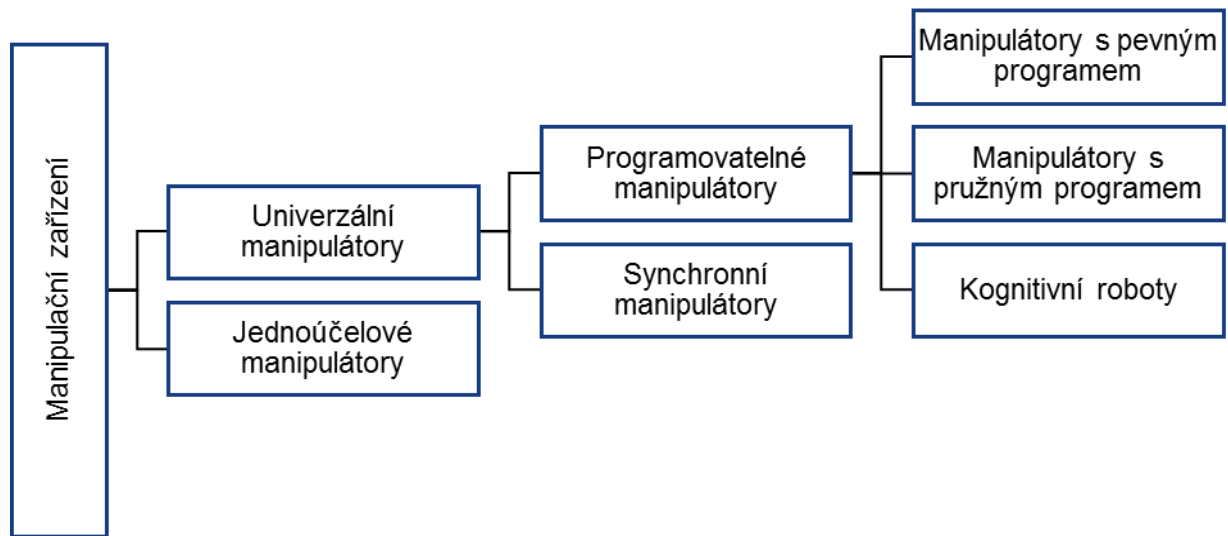 Manipulační zařízení
Univerzální
manipulátory
Jednoúčelové
manipulátory
Programovatelné
manipulátory
Synchronní
manipulátory
Manipulátory s pevným
programem
Manipulátory s
pružným programem
Kognitivní roboty